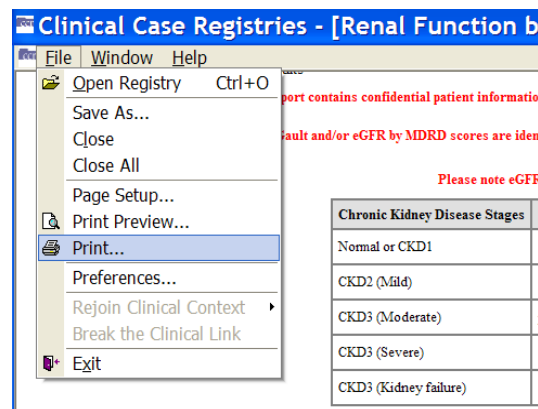 Clinical Case Registries - [Renal Function b
File Window Help
Open Registry Ctrl+O
Save As...
Close
Close All
Page Setup...
Print Preview...
Print...
Preferences...
Rejoin Clinical Context
Break the Clinical Link
Exit
port contains confidential patient informatio
ault and/or eGFR by MDRD scores are iden
Please note eGFR
Chronic Kidney Disease Stages
Normal or CKD1
CKD2 (Mild)
CKD3 (Moderate)
CKD3 (Severe)
CKD3 (Kidney failure)